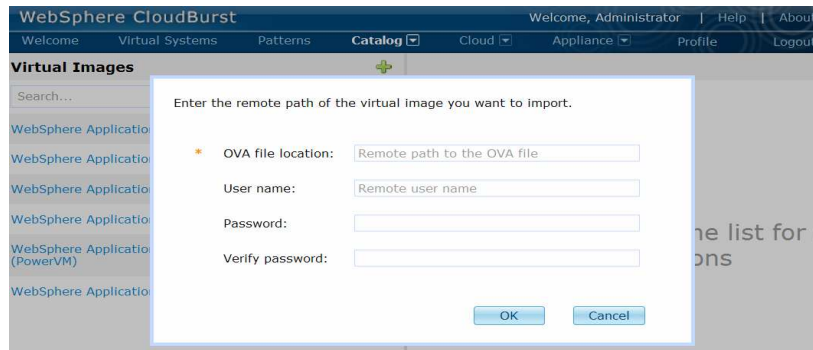 WebSphere CloudBurst
Welcome, Administrator | Help | Abou
Welcome Virtual Systems Patterns Catalog Cloud Appliance Profile Logou
Virtual Images
Search...
Enter the remote path of the virtual image you want to import.
WebSphere Applicatio
* OVA file location: Remote path to the OVA file
WebSphere Applicatio
WebSphere Applicatio
User name: Remote user name
WebSphere Applicatio
Password:
WebSphere Applicatio
(PowerVM)
Verify password:
he list for
ons
WebSphere Applicatio
OK Cancel